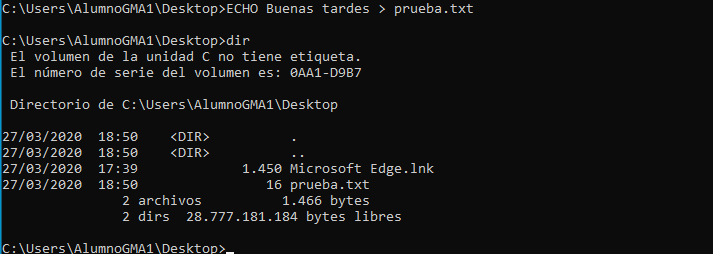 C:\Users\AlumnoGMA1\Desktop>ECHO Buenas tardes > prueba.txt
C:\Users\AlumnoGMA1\Desktop>dir
 El volumen de la unidad C no tiene etiqueta.
 El número de serie del volumen es: 0AA1-D9B7
 Directorio de C:\Users\AlumnoGMA1\Desktop
27/03/2020  18:50    <DIR>          .
27/03/2020  18:50    <DIR>          ..
27/03/2020  17:39             1.450 Microsoft Edge.lnk
27/03/2020  18:50                16 prueba.txt
               2 archivos          1.466 bytes
               2 dirs  28.777.181.184 bytes libres
C:\Users\AlumnoGMA1\Desktop>_